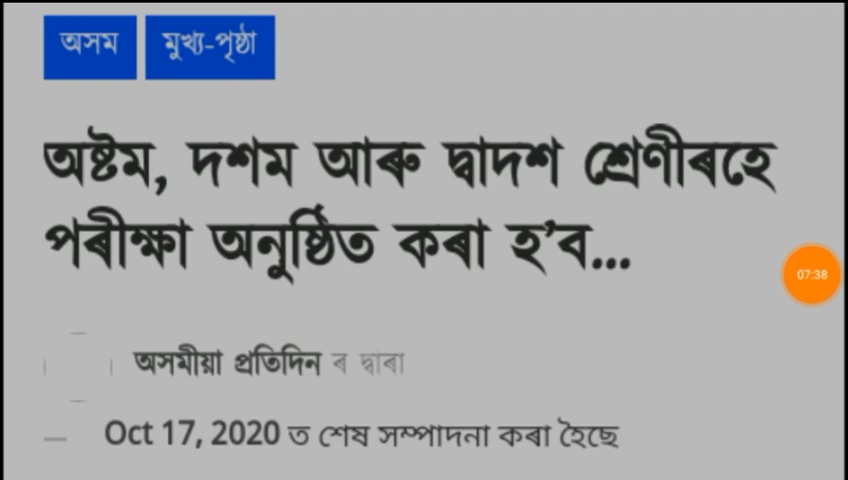 অসম মুখ্য-পৃষ্ঠা
অষ্টম, দশম আৰু দ্বাদশ শ্ৰেণীৰহে
পৰীক্ষা অনুষ্ঠিত কৰা হ’ব...
07:38
অসমীয়া প্ৰতিদিন ৰ দ্বাৰা
Oct 17, 2020 ত শেষ সম্পাদনা কৰা হৈছে